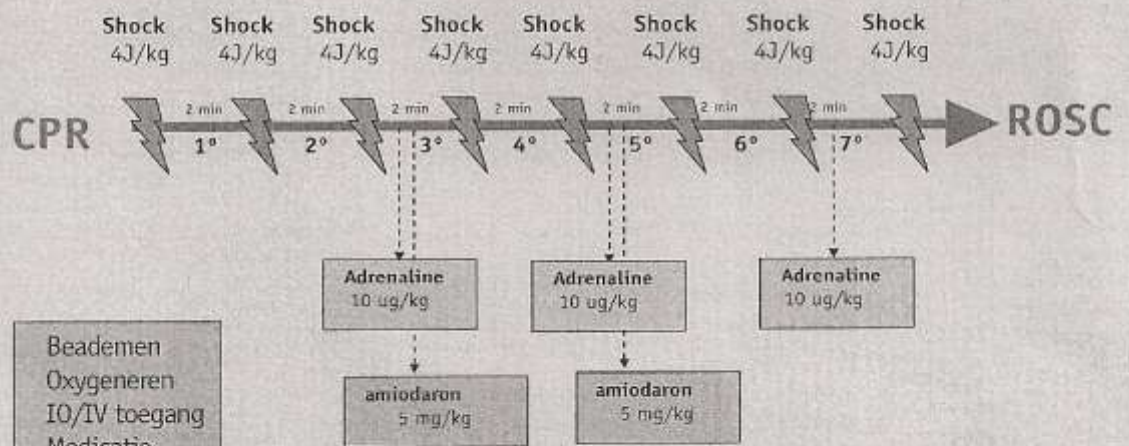 Shock Shock Shock Shock Shock Shock Shock Shock
4J/kg 4J/kg 4J/kg 4J/kg 4J/kg 4J/kg 4J/kg 4J/kg
2 min 2 min 2 min 2 min 2 min 2 min 2 min
CPR ROSC
1° 2° 3° 4° 5° 6° 7°
Adrenaline
10 ug/kg
Adrenaline
10 ug/kg
Adrenaline
10 ug/kg
amiodaron
5 mg/kg
amiodaron
5 mg/kg
Beademen
Oxygeneren
IO/IV toegang
Medicatie